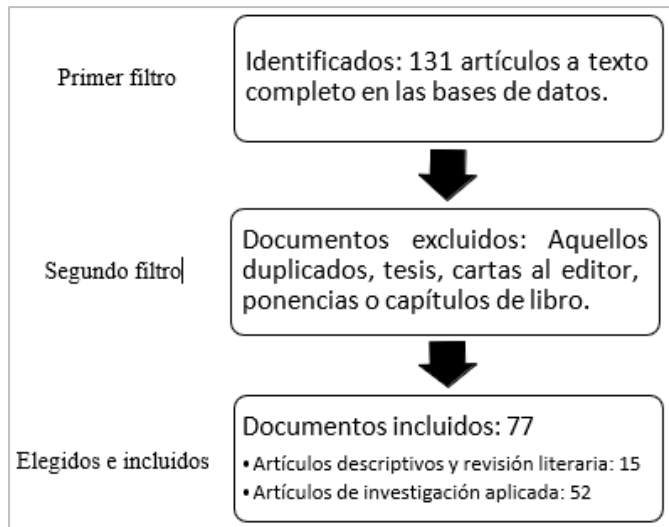 Primer filtro
Identificados: 131 artículos a texto
completo en las bases de datos.
Segundo filtro
Documentos excluidos: Aquellos
duplicados, tesis, cartas al editor,
ponencias o capítulos de libro.
Elegidos e incluidos
Documentos incluidos: 77
• Artículos descriptivos y revisión literaria: 15
• Artículos de investigación aplicada: 52